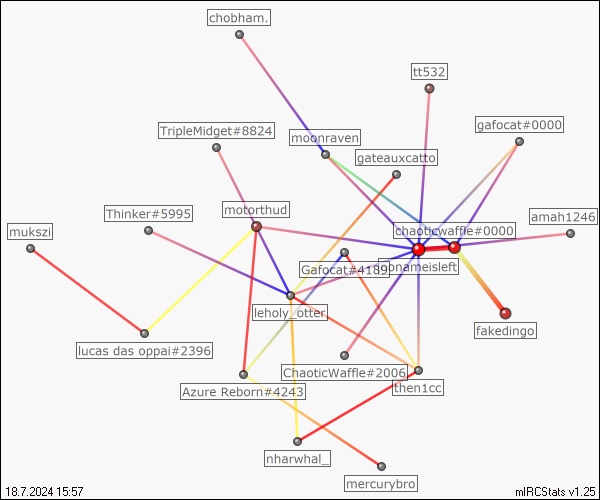 chobham.
tt532
gafocat#0000
TripleMidget#8824
moonraven
gateauxcatto
Thinker#5995
motorthud
amah1246
mukszi
chaoticwaffle#0000
Gafocat#4189
nonameisleft
leholy_otter
fakedingo
lucas das oppai#2396
ChaoticWaffle#2006
Azure Reborn#4243
then1cc
nharwhal_
mercurybro
18.7.2024 15:57
mIRCStats v1.25